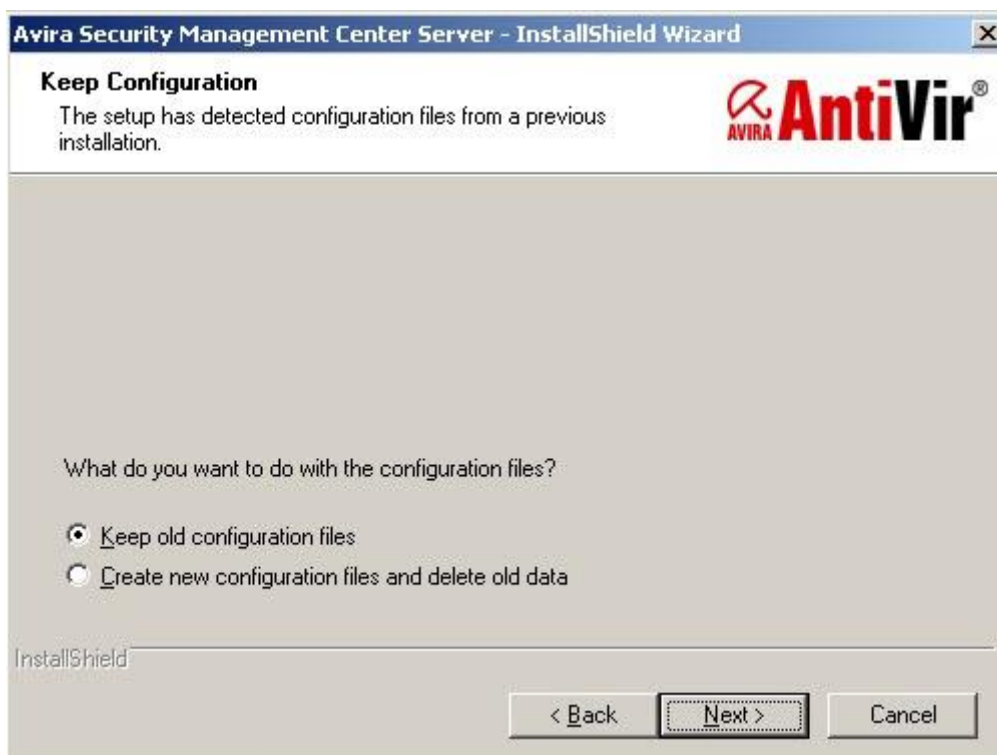 Avira Security Management Center Server - InstallShield Wizard
Keep Configuration
The setup has detected configuration files from a previous
installation.
AVIRA AntiVir®
What do you want to do with the configuration files?
Keep old configuration files
Create new configuration files and delete old data
InstallShield
< Back
Next >
Cancel